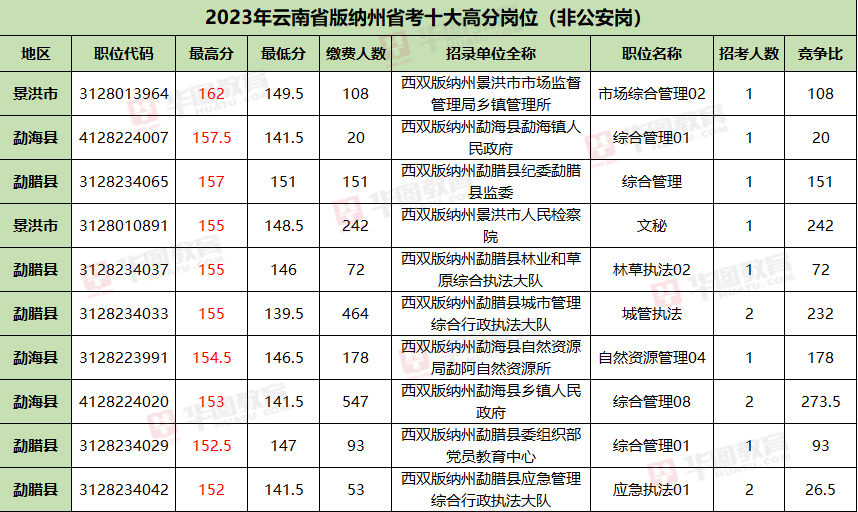 2023年云南省版纳州省考十大高分岗位（非公安岗）
地区 职位代码 最高分 最低分 缴费人数 招录单位全称 职位名称 招考人数 竞争比
景洪市 3128013964 162 149.5 108 西双版纳州景洪市市场监督管理局乡镇管理所 市场综合管理02 1 108
勐海县 4128224007 157.5 141.5 20 西双版纳州勐海县勐海镇人民政府 综合管理01 1 20
勐腊县 3128234065 157 151 151 西双版纳州勐腊县纪委勐腊县监委 综合管理 1 151
景洪市 3128010891 155 148.5 242 西双版纳州景洪市人民检察院 文秘 1 242
勐腊县 3128234037 155 146 72 西双版纳州勐腊县林业和草原综合执法大队 林草执法02 1 72
勐腊县 3128234033 155 139.5 464 西双版纳州勐腊县城市管理综合行政执法大队 城管执法 2 232
勐海县 3128223991 154.5 146.5 178 西双版纳州勐海县自然资源局勐阿自然资源所 自然资源管理04 1 178
勐海县 4128224020 153 141.5 547 西双版纳州勐海县乡镇人民政府 综合管理08 2 273.5
勐腊县 3128234029 152.5 147 93 西双版纳州勐腊县委组织部党员教育中心 综合管理01 1 93
勐腊县 3128234042 152 141.5 53 西双版纳州勐腊县应急管理综合行政执法大队 应急执法01 2 26.5
华图教育
HUATU.COM